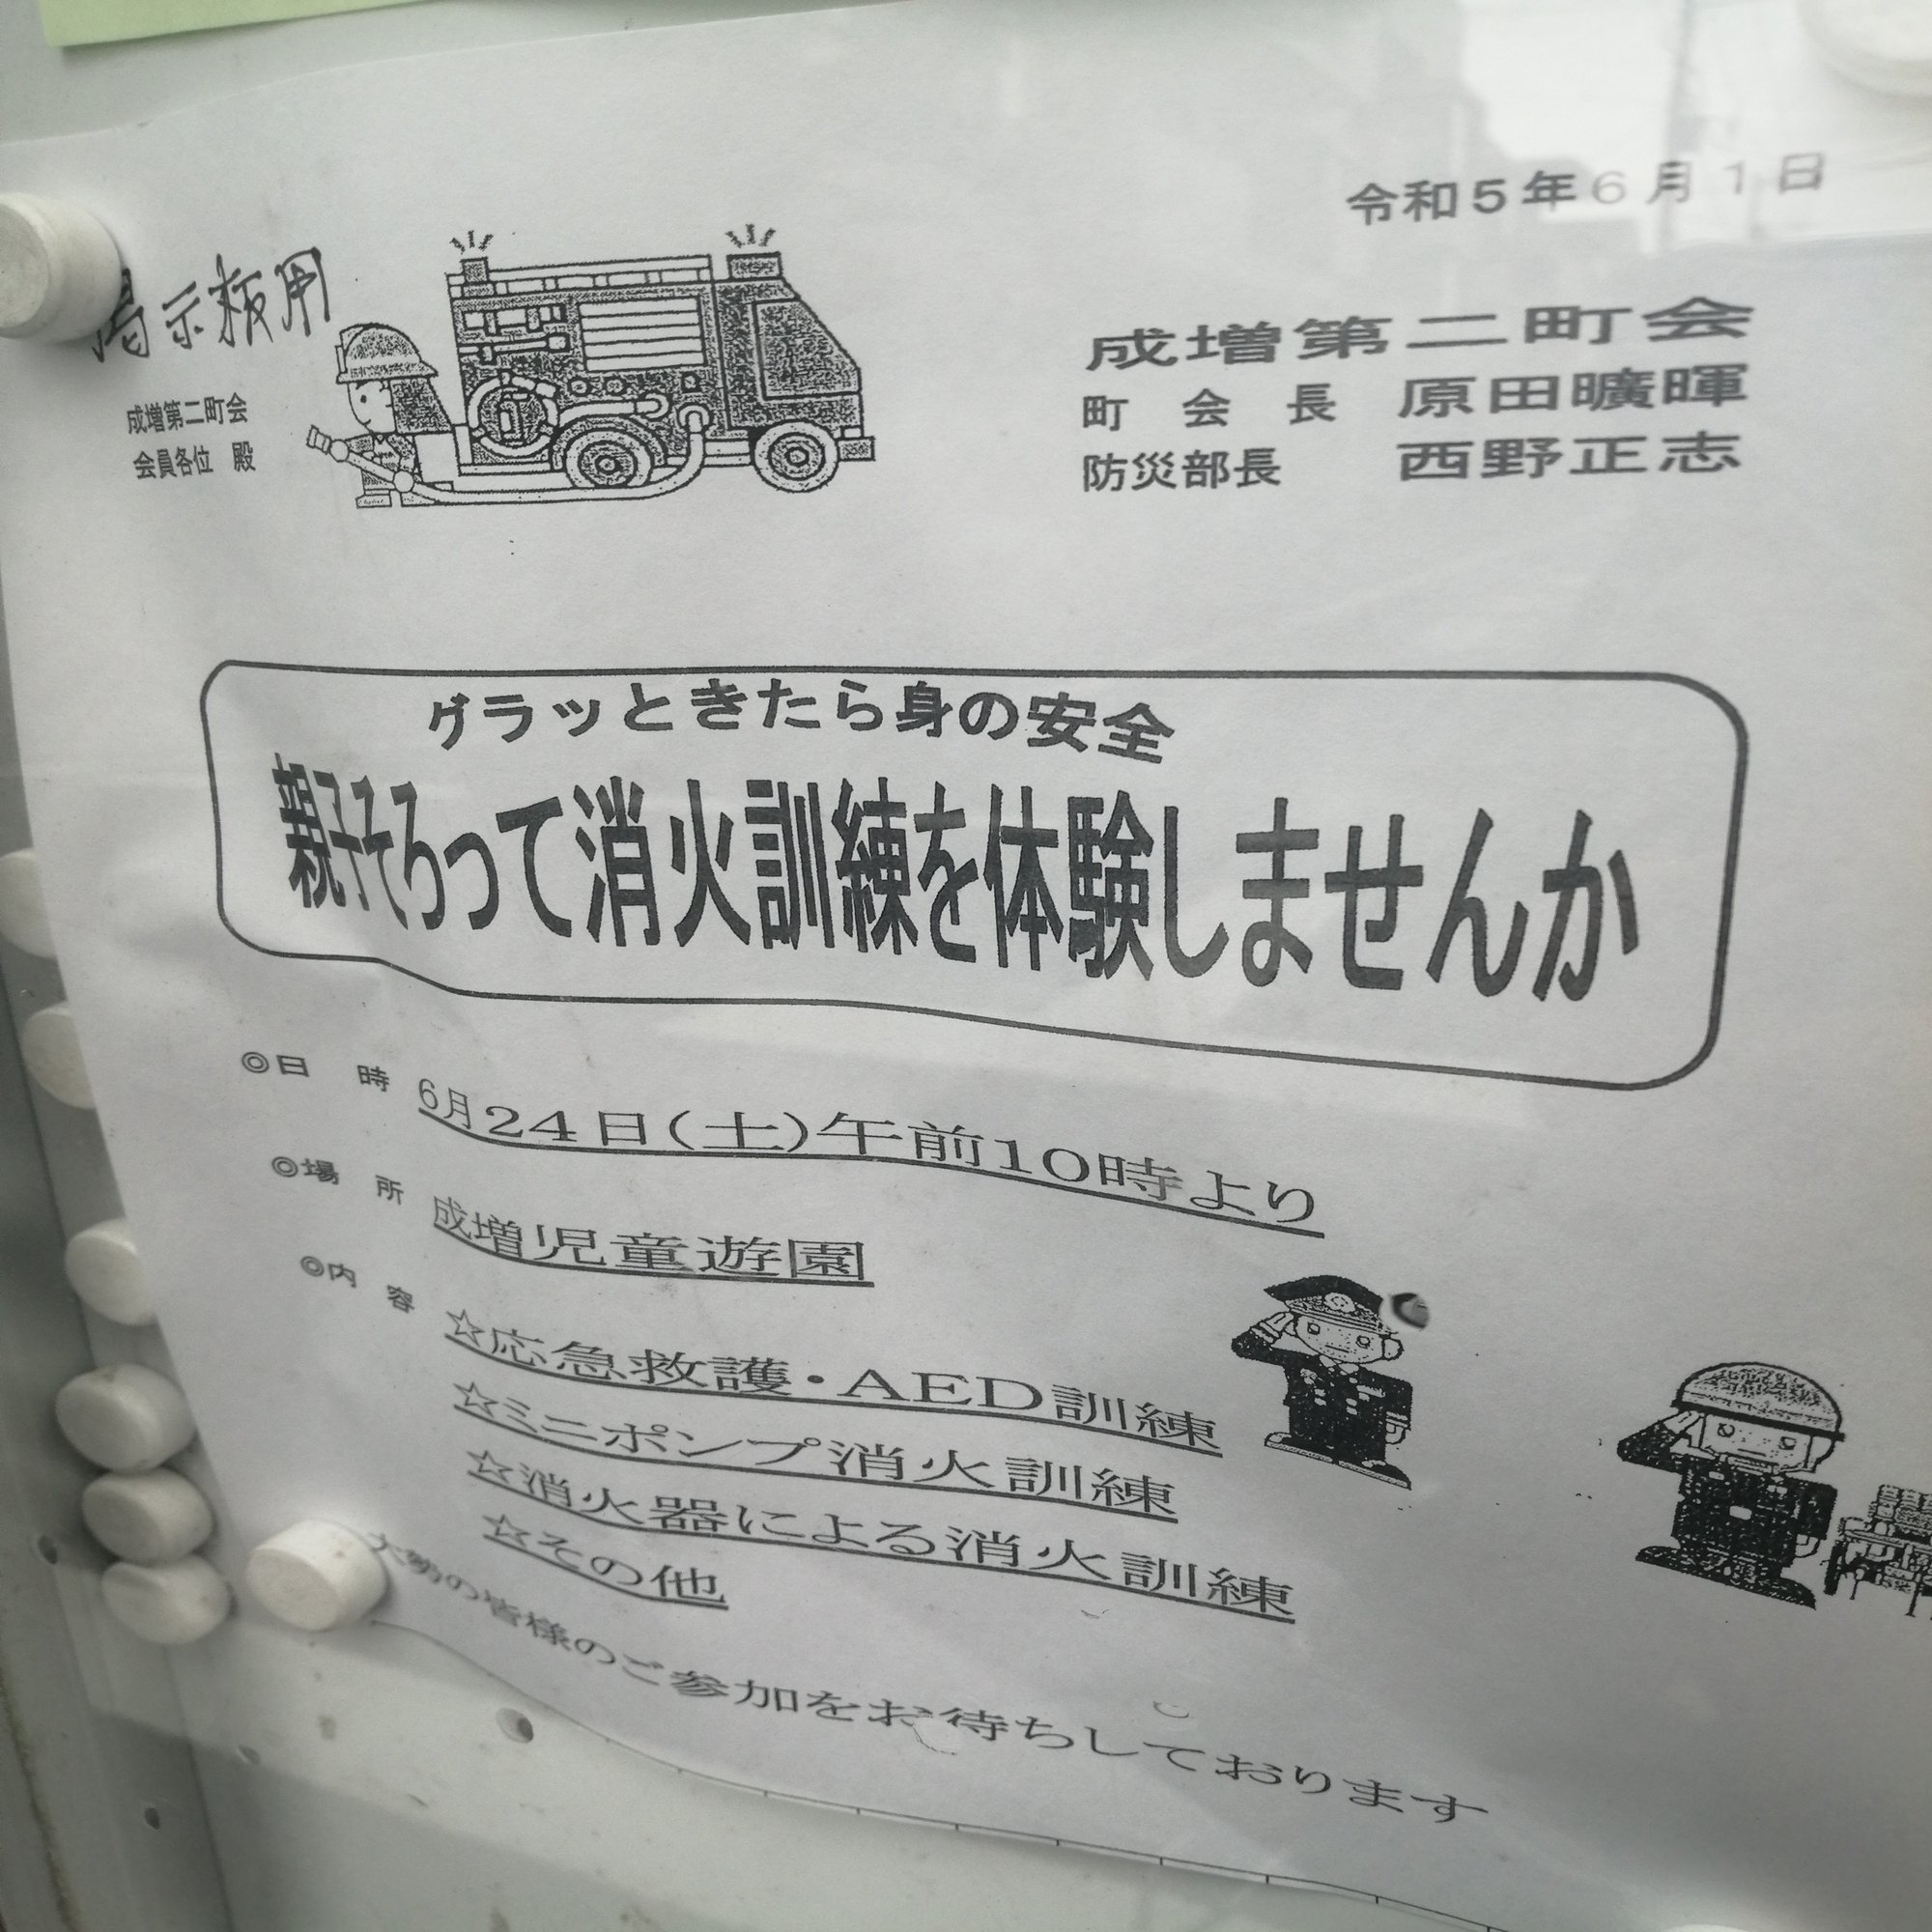 令和5年6月1日
掲示板用
成増第二町会
会員各位 殿
成増第二町会
町 会 長 原田曠暉
防災部長 西野正志
グラッときたら身の安全
親子そろって消火訓練を体験しませんか
◎日 時 6月24日(土)午前10時より
◎場 所 成増児童遊園
◎内 容 ☆応急救護・AED訓練
☆ミニポンプ消火訓練
☆消火器による消火訓練
☆その他
大勢の皆様のご参加をお待ちしております